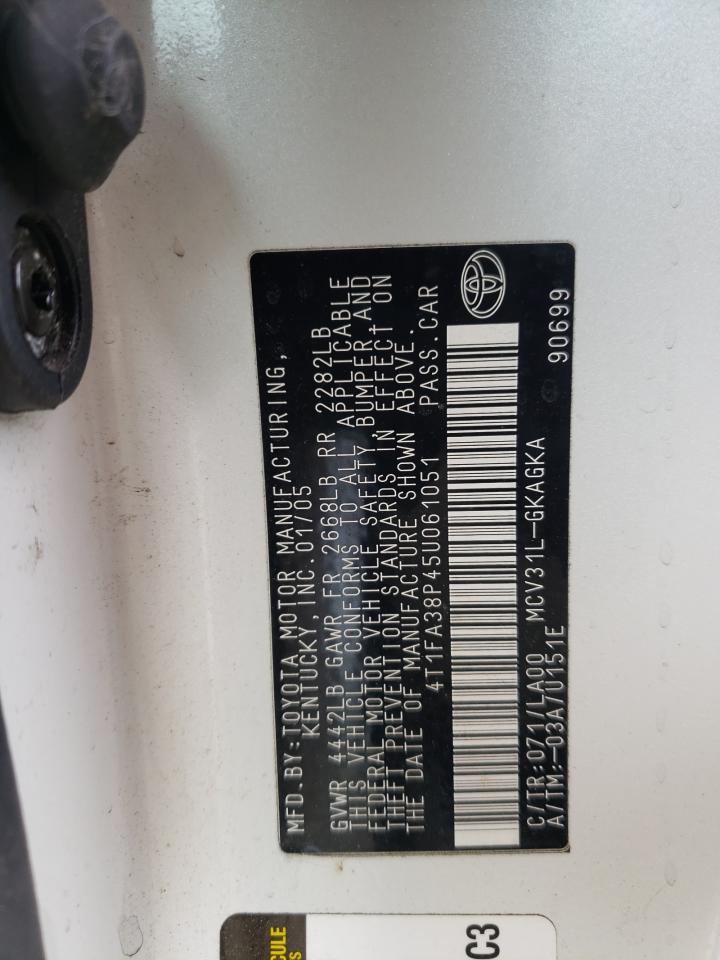 MFD.BY:TOYOTA MOTOR MANUFACTURING,
KENTUCKY, INC. 01/05
GVWR 4442LB GAWR FR 2668LB RR 2282LB
THIS VEHICLE CONFORMS TO ALL APPLICABLE
FEDERAL MOTOR VEHICLE SAFETY, BUMPER, AND
THEFT PREVENTION STANDARDS IN EFFECT ON
THE DATE OF MANUFACTURE SHOWN ABOVE.
4T1FA38P45U061051 PASS.CAR
C/TR:071/LA00 MCV31L-GKAGKA
A/TM:-03A/U151E 90699
C3